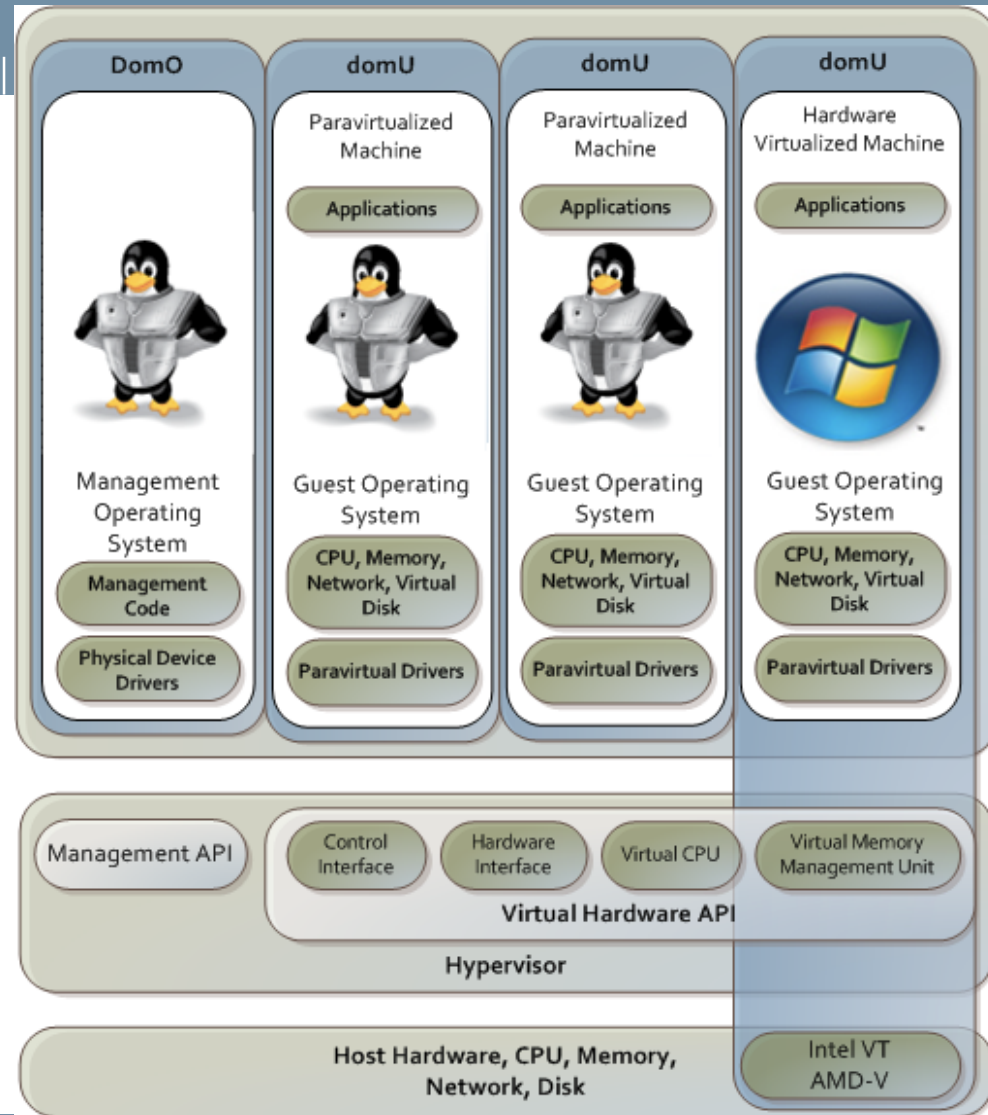 DomO
domU
domU
domU
Paravirtualized
Machine
Applications
Paravirtualized
Machine
Applications
Hardware
Virtualized Machine
Applications
Management
Operating
System
Management
Code
Physical Device
Drivers
Guest Operating
System
CPU, Memory,
Network, Virtual
Disk
Paravirtual Drivers
Guest Operating
System
CPU, Memory,
Network, Virtual
Disk
Paravirtual Drivers
Guest Operating
System
CPU, Memory,
Network, Virtual
Disk
Paravirtual Drivers
Management API
Control
Interface
Hardware
Interface
Virtual CPU
Virtual Memory
Management Unit
Virtual Hardware API
Hypervisor
Host Hardware, CPU, Memory,
Network, Disk
Intel VT
AMD-V